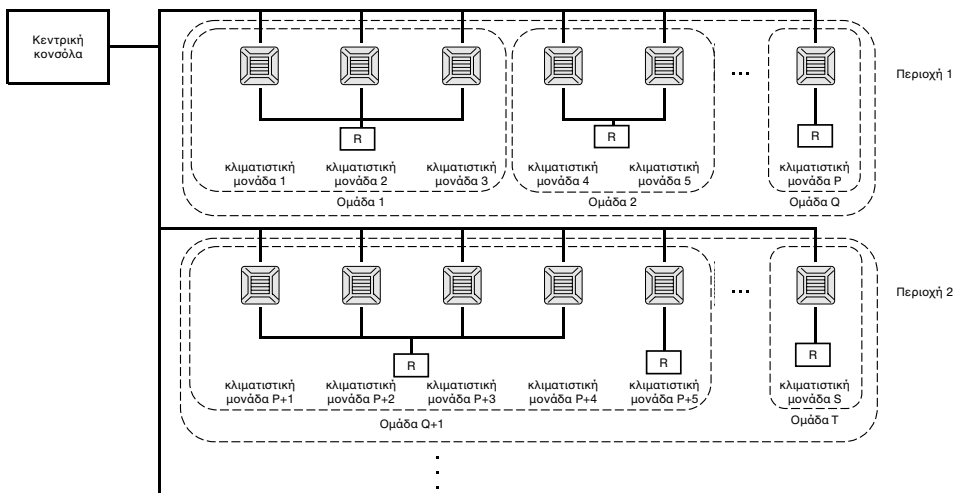 Κεντρική
κονσόλα
Περιοχή 1
R
R
R
κλιματιστική
μονάδα 1
κλιματιστική
μονάδα 2
κλιματιστική
μονάδα 3
κλιματιστική
μονάδα 4
κλιματιστική
μονάδα 5
κλιματιστική
μονάδα P
Ομάδα 1
Ομάδα 2
Ομάδα Q
Περιοχή 2
R
R
R
κλιματιστική
μονάδα P+1
κλιματιστική
μονάδα P+2
κλιματιστική
μονάδα P+3
κλιματιστική
μονάδα P+4
κλιματιστική
μονάδα P+5
κλιματιστική
μονάδα S
Ομάδα Q+1
Ομάδα T